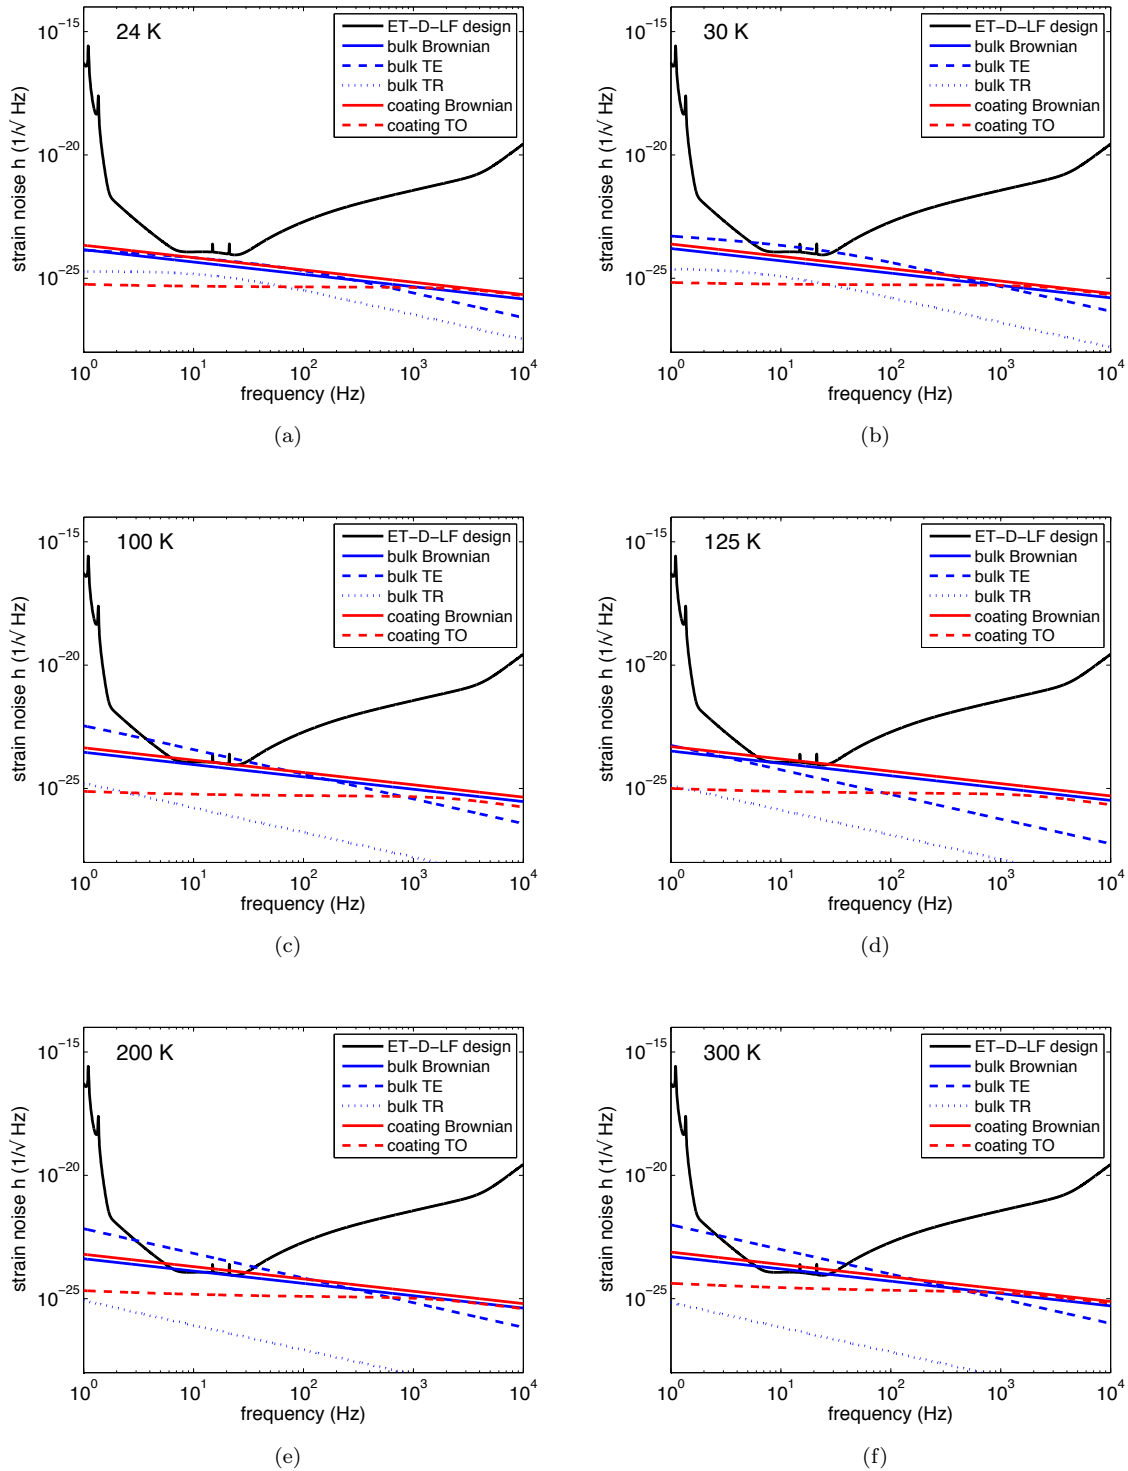 24 K
ET-D-LF design
bulk Brownian
bulk TE
bulk TR
coating Brownian
coating TO
10^-15
10^-20
10^-25
strain noise h (1/√ Hz)
10^0 10^1 10^2 10^3 10^4
frequency (Hz)
(a)
30 K
ET-D-LF design
bulk Brownian
bulk TE
bulk TR
coating Brownian
coating TO
10^-15
10^-20
10^-25
strain noise h (1/√ Hz)
10^0 10^1 10^2 10^3 10^4
frequency (Hz)
(b)
100 K
ET-D-LF design
bulk Brownian
bulk TE
bulk TR
coating Brownian
coating TO
10^-15
10^-20
10^-25
strain noise h (1/√ Hz)
10^0 10^1 10^2 10^3 10^4
frequency (Hz)
(c)
125 K
ET-D-LF design
bulk Brownian
bulk TE
bulk TR
coating Brownian
coating TO
10^-15
10^-20
10^-25
strain noise h (1/√ Hz)
10^0 10^1 10^2 10^3 10^4
frequency (Hz)
(d)
200 K
ET-D-LF design
bulk Brownian
bulk TE
bulk TR
coating Brownian
coating TO
10^-15
10^-20
10^-25
strain noise h (1/√ Hz)
10^0 10^1 10^2 10^3 10^4
frequency (Hz)
(e)
300 K
ET-D-LF design
bulk Brownian
bulk TE
bulk TR
coating Brownian
coating TO
10^-15
10^-20
10^-25
strain noise h (1/√ Hz)
10^0 10^1 10^2 10^3 10^4
frequency (Hz)
(f)